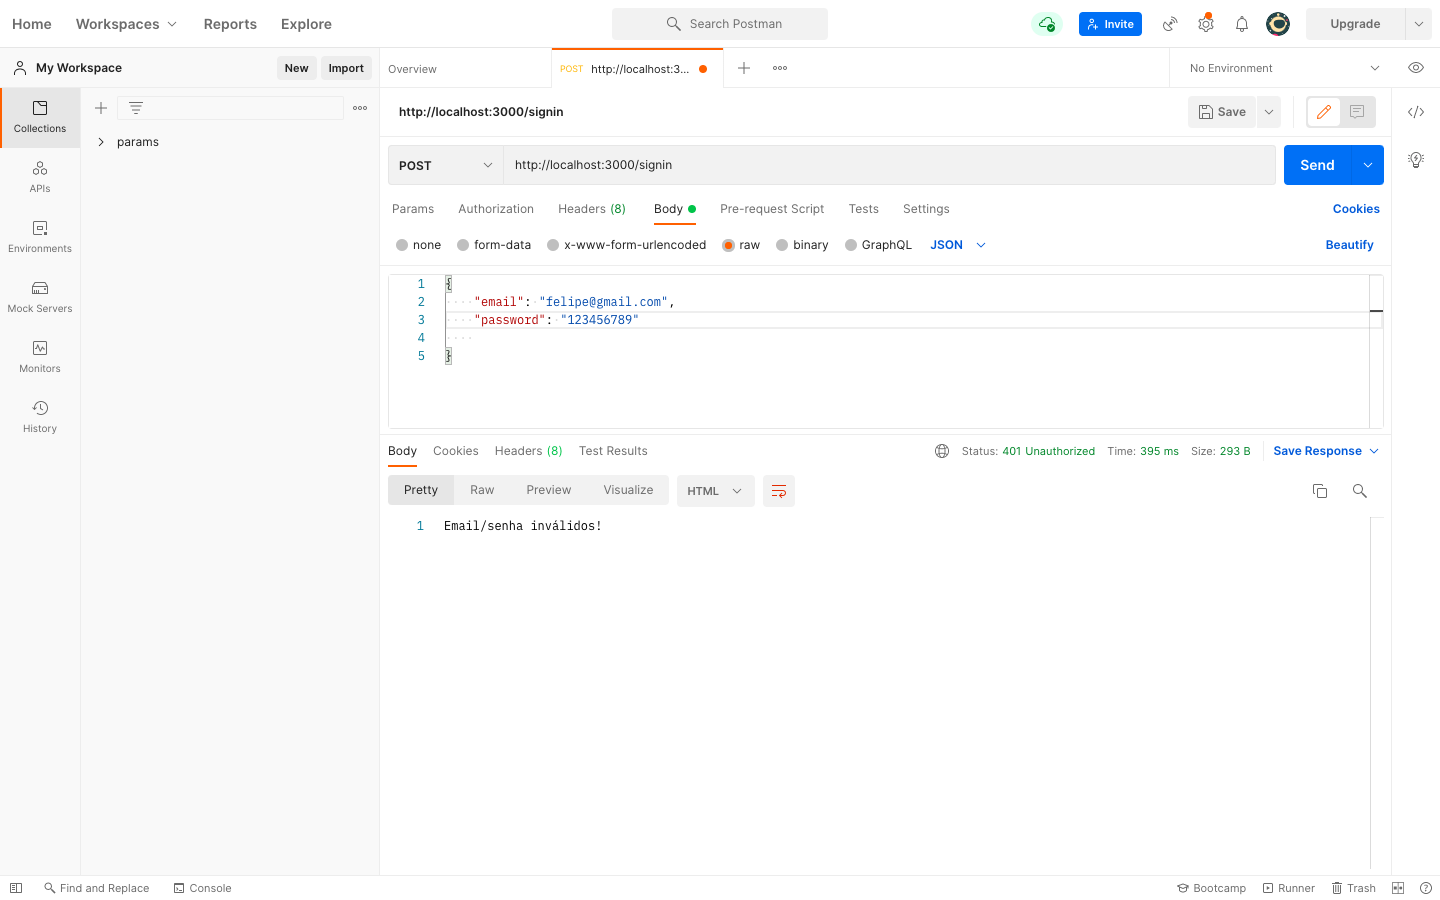 Home Workspaces Reports Explore Search Postman Invite Upgrade
My Workspace New Import Overview POST http://localhost:3... No Environment
Collections
APIs
Environments
Mock Servers
Monitors
History
params
http://localhost:3000/signin Save
POST http://localhost:3000/signin Send
Params Authorization Headers (8) Body Pre-request Script Tests Settings Cookies
none form-data x-www-form-urlencoded raw binary GraphQL JSON Beautify
1 {
2 "email": "felipe@gmail.com",
3 "password": "123456789"
4
5 }
Body Cookies Headers (8) Test Results Status: 401 Unauthorized Time: 395 ms Size: 293 B Save Response
Pretty Raw Preview Visualize HTML
1 Email/senha inválidos!
Find and Replace Console Bootcamp Runner Trash